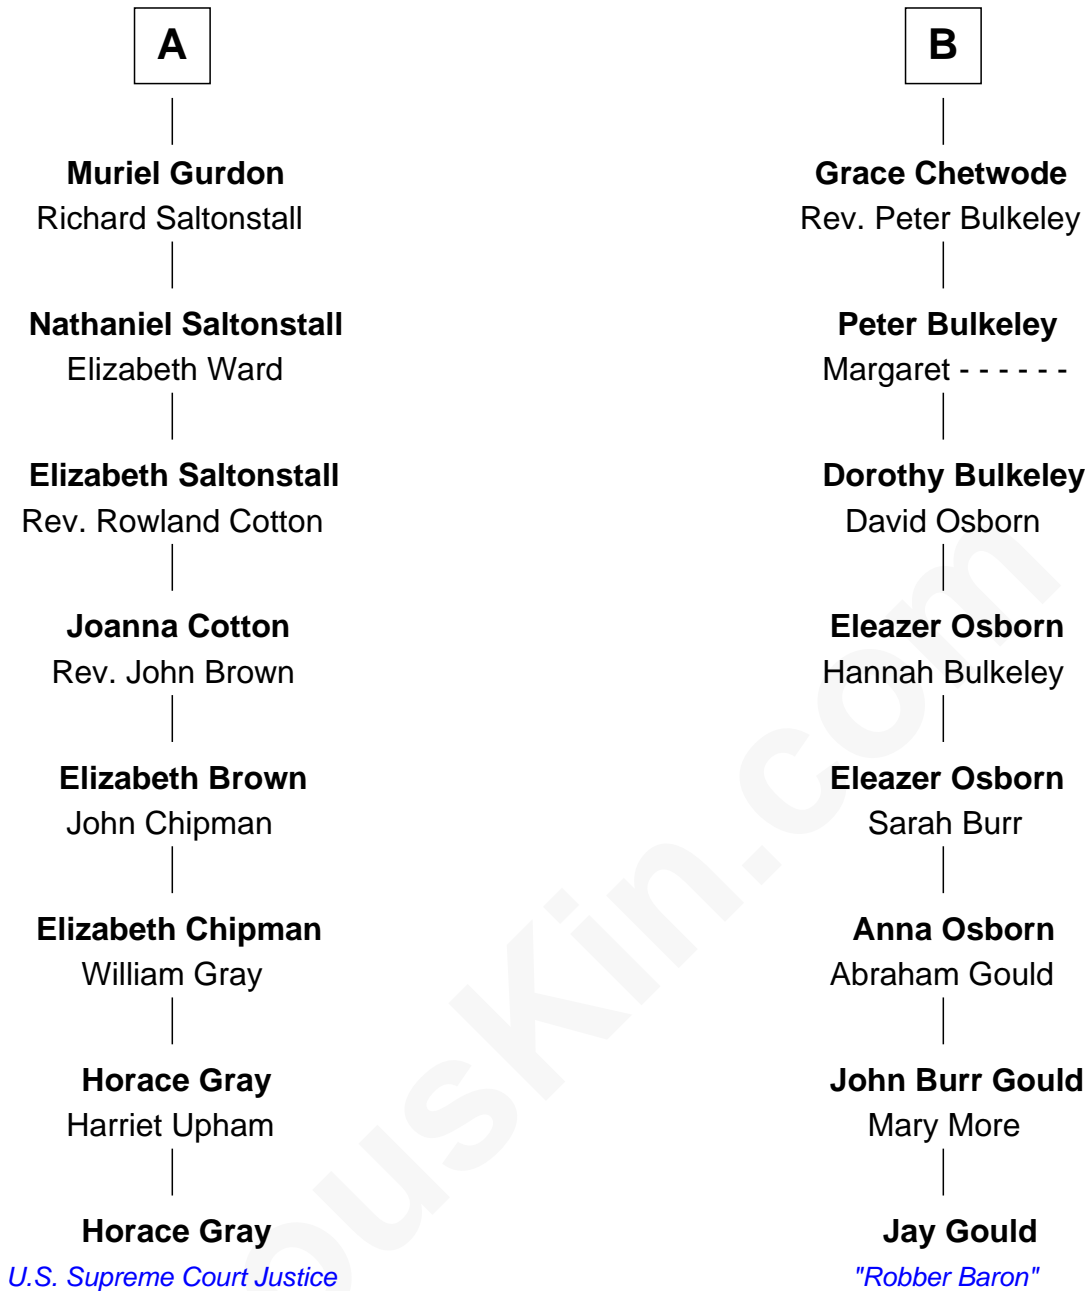 A
Muriel Gurdon
Richard Saltonstall
Nathaniel Saltonstall
Elizabeth Ward
Elizabeth Saltonstall
Rev. Rowland Cotton
Joanna Cotton
Rev. John Brown
Elizabeth Brown
John Chipman
Elizabeth Chipman
William Gray
Horace Gray
Harriet Upham
Horace Gray
U.S. Supreme Court Justice
B
Grace Chetwode
Rev. Peter Bulkeley
Peter Bulkeley
Margaret - - - - - -
Dorothy Bulkeley
David Osborn
Eleazer Osborn
Hannah Bulkeley
Eleazer Osborn
Sarah Burr
Anna Osborn
Abraham Gould
John Burr Gould
Mary More
Jay Gould
"Robber Baron"
ousKin.com